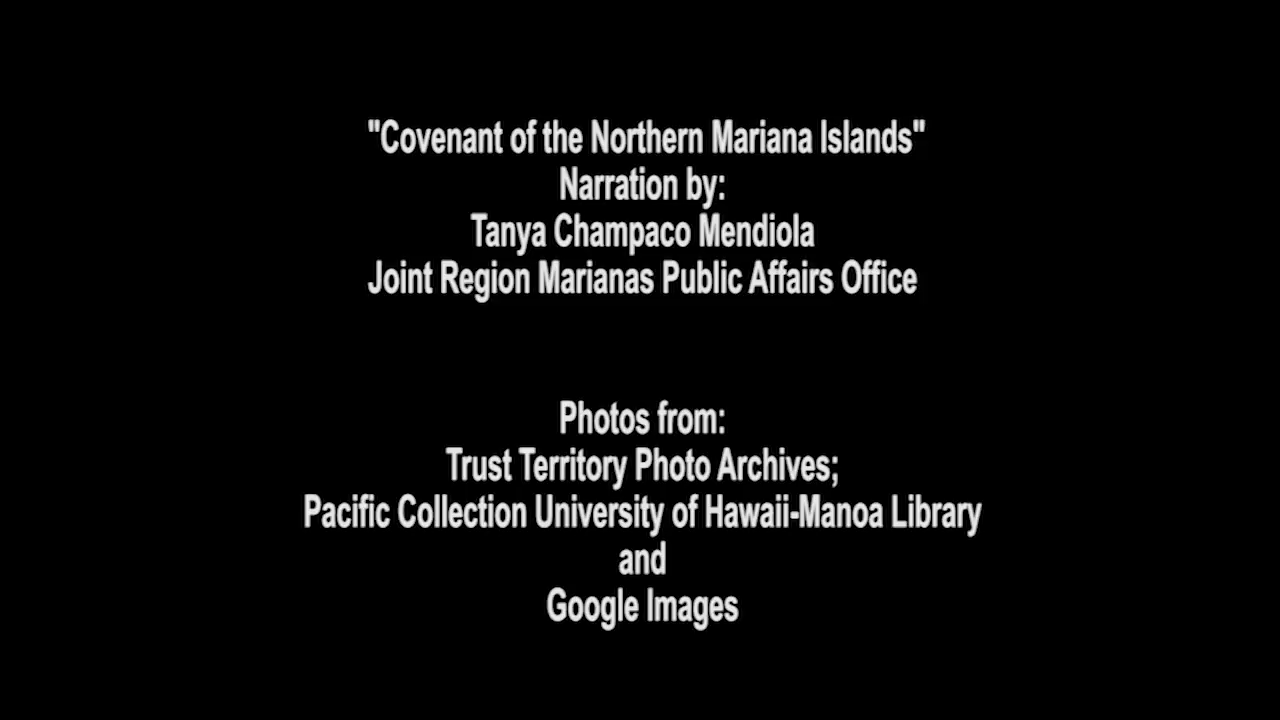 "Covenant of the Northern Mariana Islands"
Narration by:
Tanya Champaco Mendiola
Joint Region Marianas Public Affairs Office
Photos from:
Trust Territory Photo Archives;
Pacific Collection University of Hawaii-Manoa Library
and
Google Images